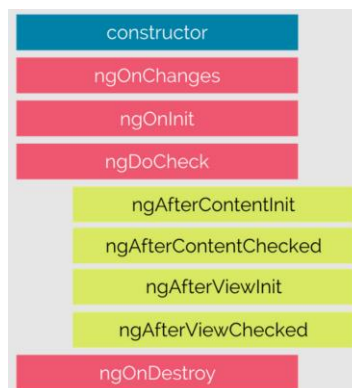 constructor
ngOnChanges
ngOnInit
ngDoCheck
ngAfterContentInit
ngAfterContentChecked
ngAfterViewInit
ngAfterViewChecked
ngOnDestroy